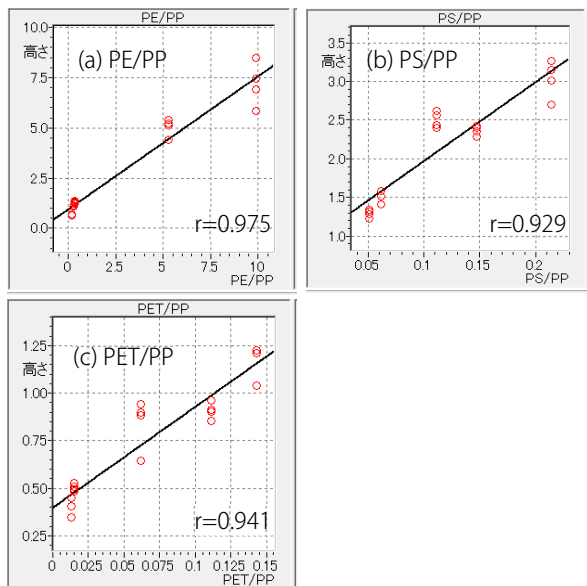 PE/PP
10.0
高さ
7.5
5.0
2.5
0.0
(a) PE/PP
r=0.975
0
2.5
5
7.5
10
PE/PP
PS/PP
3.5
高さ
3.0
2.5
2.0
1.5
1.0
(b) PS/PP
r=0.929
0.05
0.1
0.15
0.2
PS/PP
PET/PP
1.25
高さ
1.00
0.75
0.50
0.25
(c) PET/PP
r=0.941
0
0.025
0.05
0.075
0.1
0.125
0.15
PET/PP